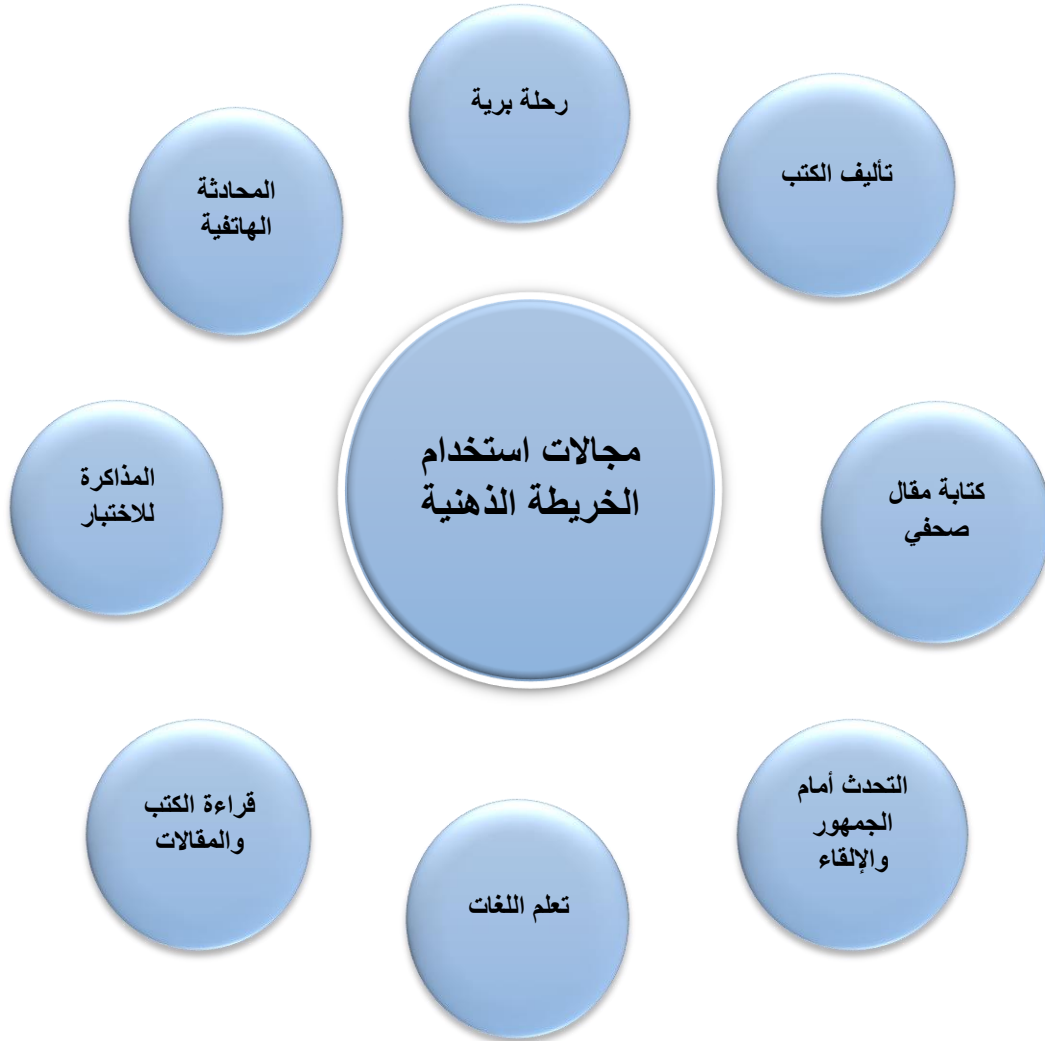 رحلة برية
تأليف الكتب
المحادثة
الهاتفية
مجالات استخدام
الخريطة الذهنية
المذاكرة
للاختبار
كتابة مقال
صحفي
التحدث أمام
الجمهور
والإلقاء
قراءة الكتب
والمقالات
تعلم اللغات